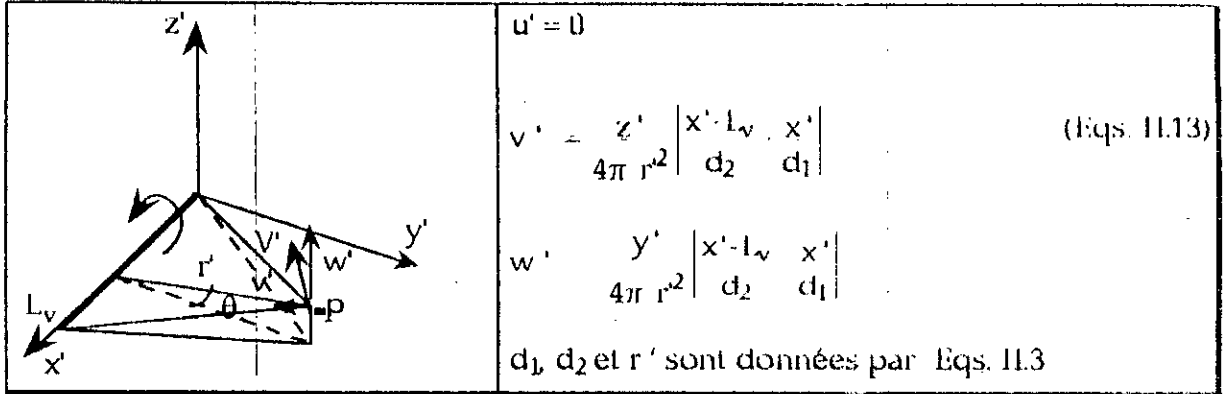 z'
y'
V'
w'
r'
v'
θ
p
L_v
x'
u' = 0
v' = z' / 4π r'² | x'-L_v / d₂ - x' / d₁ |
(Eqs. II.13)
w' y' / 4π r'² | x'-L_v / d₂ x' / d₁ |
d₁, d₂ et r' sont données par Eqs. II.3